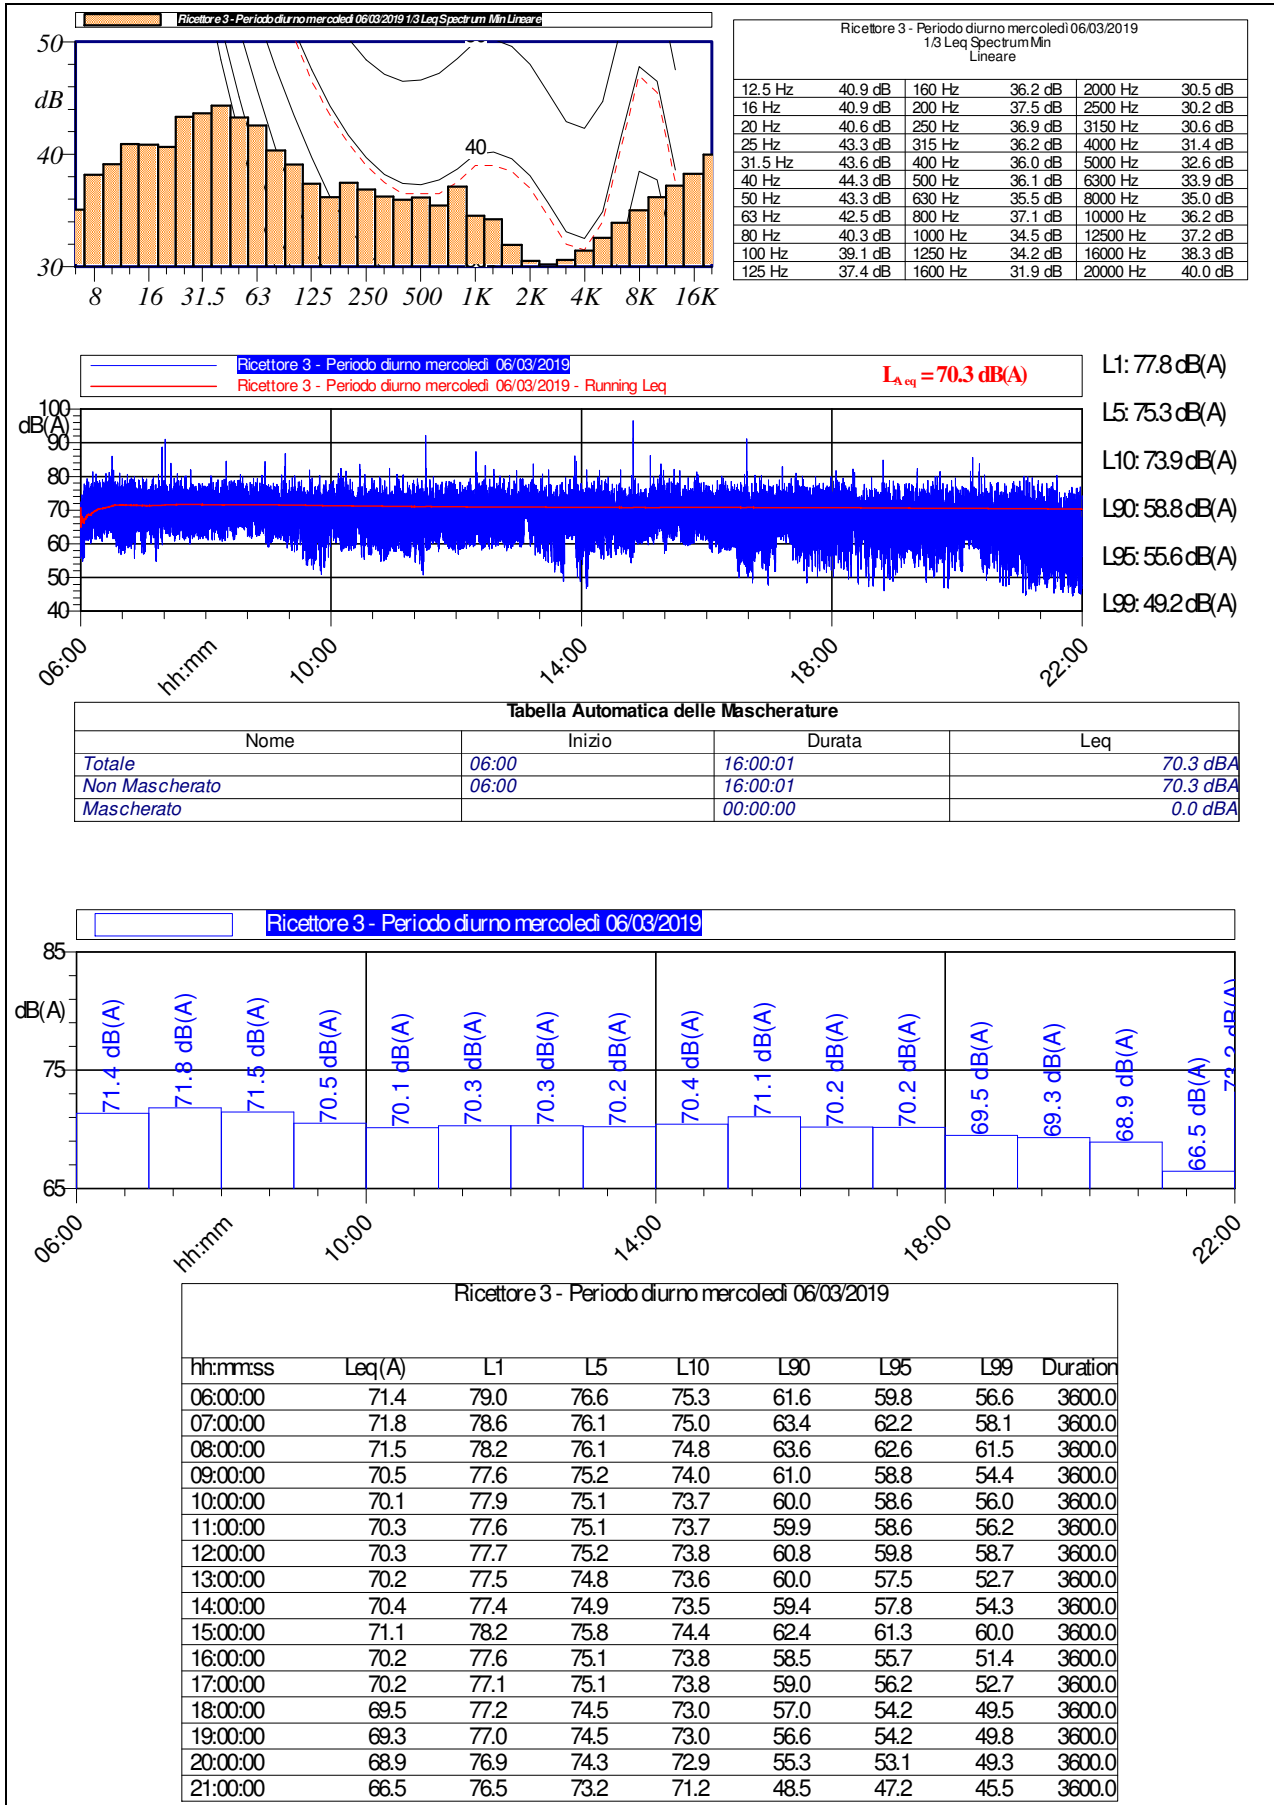 Ricettore 3 - Periodo diurno mercoledì 06/03/2019 1/3 Leq Spectrum Min Lineare
50
dB
40
30
40
8 16 31.5 63 125 250 500 1K 2K 4K 8K 16K
Ricettore 3 - Periodo diurno mercoledì 06/03/2019
1/3 Leq Spectrum Min
Lineare
12.5 Hz 40.9 dB 160 Hz 36.2 dB 2000 Hz 30.5 dB
16 Hz 40.9 dB 200 Hz 37.5 dB 2500 Hz 30.2 dB
20 Hz 40.6 dB 250 Hz 36.9 dB 3150 Hz 30.6 dB
25 Hz 43.3 dB 315 Hz 36.2 dB 4000 Hz 31.4 dB
31.5 Hz 43.6 dB 400 Hz 36.0 dB 5000 Hz 32.6 dB
40 Hz 44.3 dB 500 Hz 36.1 dB 6300 Hz 33.9 dB
50 Hz 43.3 dB 630 Hz 35.5 dB 8000 Hz 35.0 dB
63 Hz 42.5 dB 800 Hz 37.1 dB 10000 Hz 36.2 dB
80 Hz 40.3 dB 1000 Hz 34.5 dB 12500 Hz 37.2 dB
100 Hz 39.1 dB 1250 Hz 34.2 dB 16000 Hz 38.3 dB
125 Hz 37.4 dB 1600 Hz 31.9 dB 20000 Hz 40.0 dB
Ricettore 3 - Periodo diurno mercoledì 06/03/2019
Ricettore 3 - Periodo diurno mercoledì 06/03/2019 - Running Leq
LA eq = 70.3 dB(A)
L1: 77.8 dB(A)
L5: 75.3 dB(A)
L10: 73.9 dB(A)
L90: 58.8 dB(A)
L95: 55.6 dB(A)
L99: 49.2 dB(A)
dB(A)
100
90
80
70
60
50
40
06:00 hh:mm 10:00 14:00 18:00 22:00
Tabella Automatica delle Mascherature
Nome Inizio Durata Leq
Totale 06:00 16:00:01 70.3 dBA
Non Mascherato 06:00 16:00:01 70.3 dBA
Mascherato 00:00:00 0.0 dBA
Ricettore 3 - Periodo diurno mercoledì 06/03/2019
85
dB(A)
75
65
71.4 dB(A)
71.8 dB(A)
71.5 dB(A)
70.5 dB(A)
70.1 dB(A)
70.3 dB(A)
70.3 dB(A)
70.2 dB(A)
70.4 dB(A)
71.1 dB(A)
70.2 dB(A)
70.2 dB(A)
69.5 dB(A)
69.3 dB(A)
68.9 dB(A)
66.5 dB(A)
06:00 hh:mm 10:00 14:00 18:00 22:00
Ricettore 3 - Periodo diurno mercoledì 06/03/2019
hh:mm:ss Leq(A) L1 L5 L10 L90 L95 L99 Duration
06:00:00 71.4 79.0 76.6 75.3 61.6 59.8 56.6 3600.0
07:00:00 71.8 78.6 76.1 75.0 63.4 62.2 58.1 3600.0
08:00:00 71.5 78.2 76.1 74.8 63.6 62.6 61.5 3600.0
09:00:00 70.5 77.6 75.2 74.0 61.0 58.8 54.4 3600.0
10:00:00 70.1 77.9 75.1 73.7 60.0 58.6 56.0 3600.0
11:00:00 70.3 77.6 75.1 73.7 59.9 58.6 56.2 3600.0
12:00:00 70.3 77.7 75.2 73.8 60.8 59.8 58.7 3600.0
13:00:00 70.2 77.5 74.8 73.6 60.0 57.5 52.7 3600.0
14:00:00 70.4 77.4 74.9 73.5 59.4 57.8 54.3 3600.0
15:00:00 71.1 78.2 75.8 74.4 62.4 61.3 60.0 3600.0
16:00:00 70.2 77.6 75.1 73.8 58.5 55.7 51.4 3600.0
17:00:00 70.2 77.1 75.1 73.8 59.0 56.2 52.7 3600.0
18:00:00 69.5 77.2 74.5 73.0 57.0 54.2 49.5 3600.0
19:00:00 69.3 77.0 74.5 73.0 56.6 54.2 49.8 3600.0
20:00:00 68.9 76.9 74.3 72.9 55.3 53.1 49.3 3600.0
21:00:00 66.5 76.5 73.2 71.2 48.5 47.2 45.5 3600.0